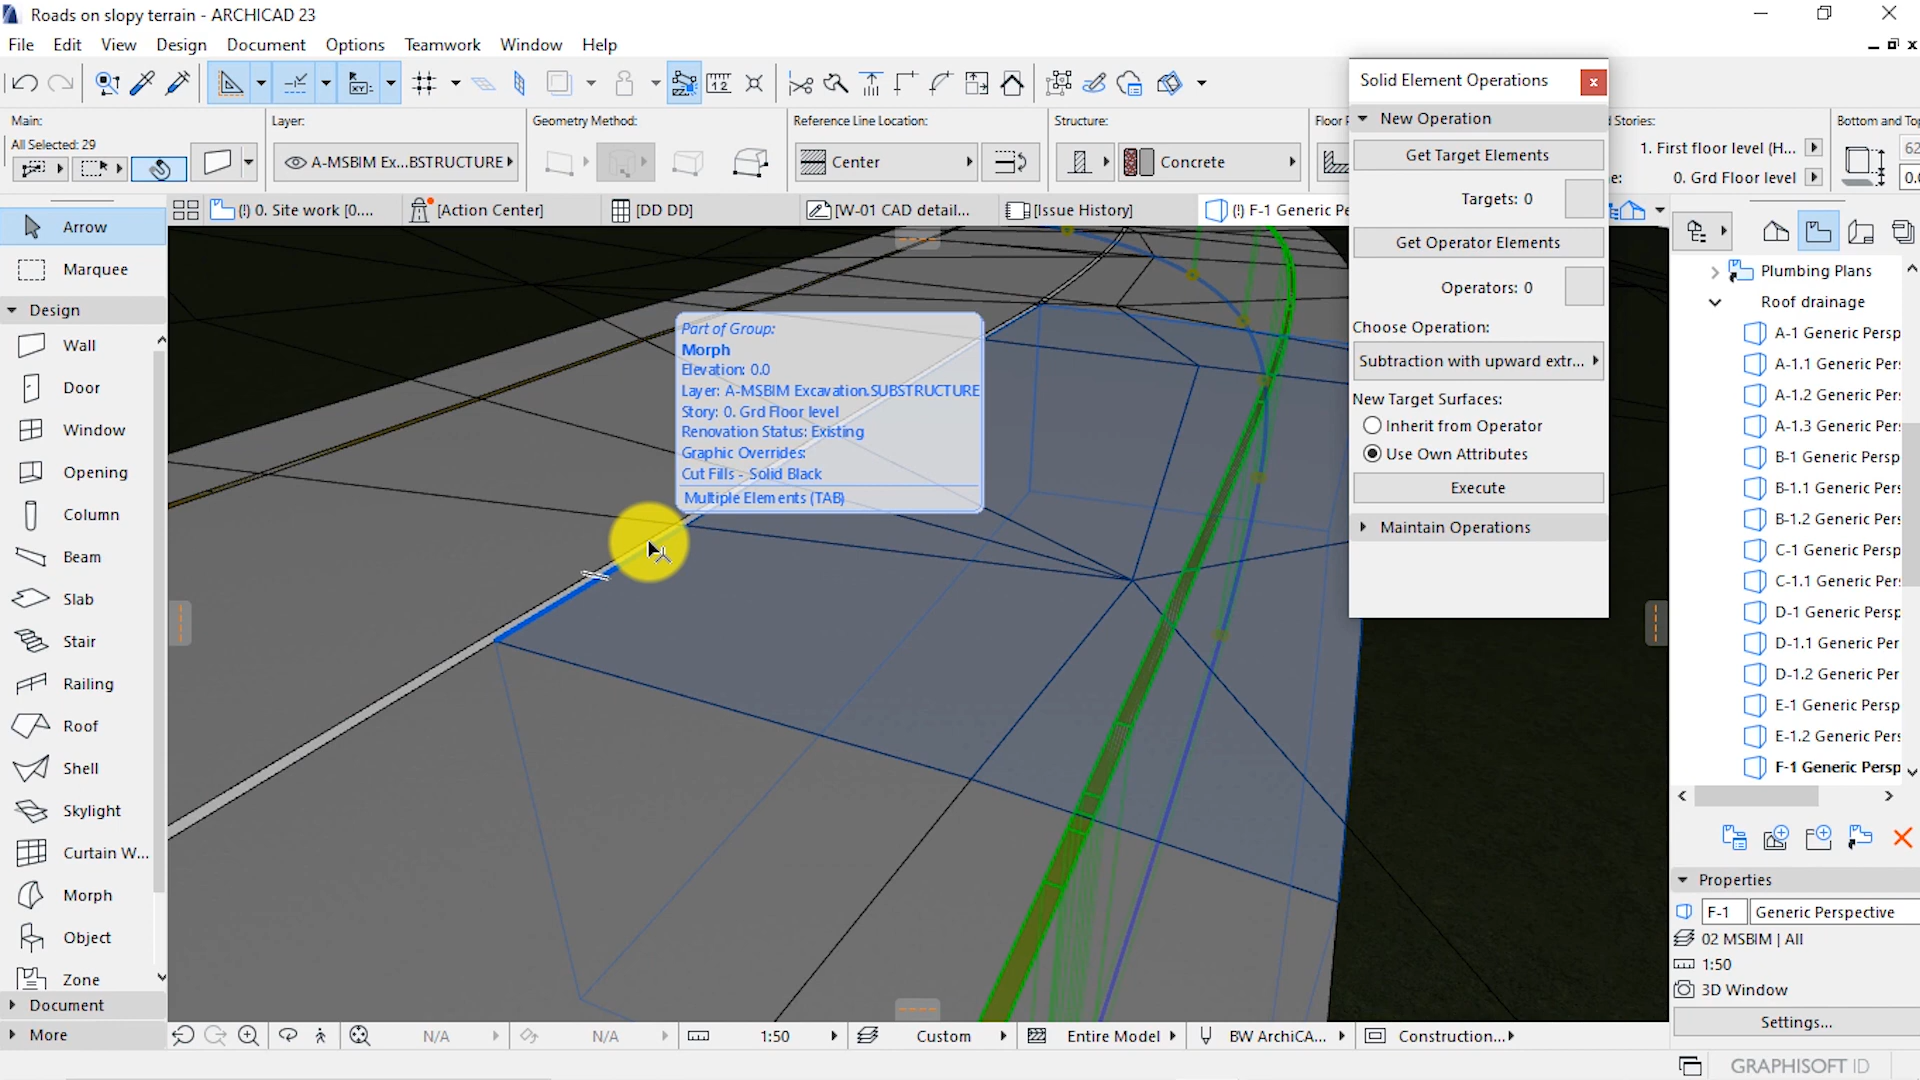 Roads on slopy terrain - ARCHICAD 23
File Edit View Design Document Options Teamwork Window Help
Main:
All Selected: 29
Layer:
A-MSBIM Ex...BSTRUCTURE
Geometry Method:
Reference Line Location:
Center
Structure:
Concrete
Floor
Stories:
1. First floor level (H...
0. Grd Floor level
Bottom and To
(!) 0. Site work [0....
[Action Center]
[DD DD]
[W-01 CAD detail...
[Issue History]
(!) F-1 Generic Pe
Arrow
Marquee
Design
Wall
Door
Window
Opening
Column
Beam
Slab
Stair
Railing
Roof
Shell
Skylight
Curtain W...
Morph
Object
Zone
Document
More
Part of Group:
Morph
Elevation: 0.0
Layer: A-MSBIM Excavation.SUBSTRUCTURE
Story: 0. Grd Floor level
Renovation Status: Existing
Graphic Overrides:
Cut Fills - Solid Black
Multiple Elements (TAB)
Solid Element Operations
New Operation
Get Target Elements
Targets: 0
Get Operator Elements
Operators: 0
Choose Operation:
Subtraction with upward extr...
New Target Surfaces:
Inherit from Operator
Use Own Attributes
Execute
Maintain Operations
Plumbing Plans
Roof drainage
A-1 Generic Persp
A-1.1 Generic Per
A-1.2 Generic Per
A-1.3 Generic Per
B-1 Generic Persp
B-1.1 Generic Per
B-1.2 Generic Per
C-1 Generic Persp
C-1.1 Generic Per
D-1 Generic Persp
D-1.1 Generic Per
D-1.2 Generic Per
E-1 Generic Persp
E-1.2 Generic Per
F-1 Generic Persp
Properties
F-1 Generic Perspective
02 MSBIM | All
1:50
3D Window
Settings...
N/A
N/A
1:50
Custom
Entire Model
BW ArchiCA...
Construction...
GRAPHISOFT ID